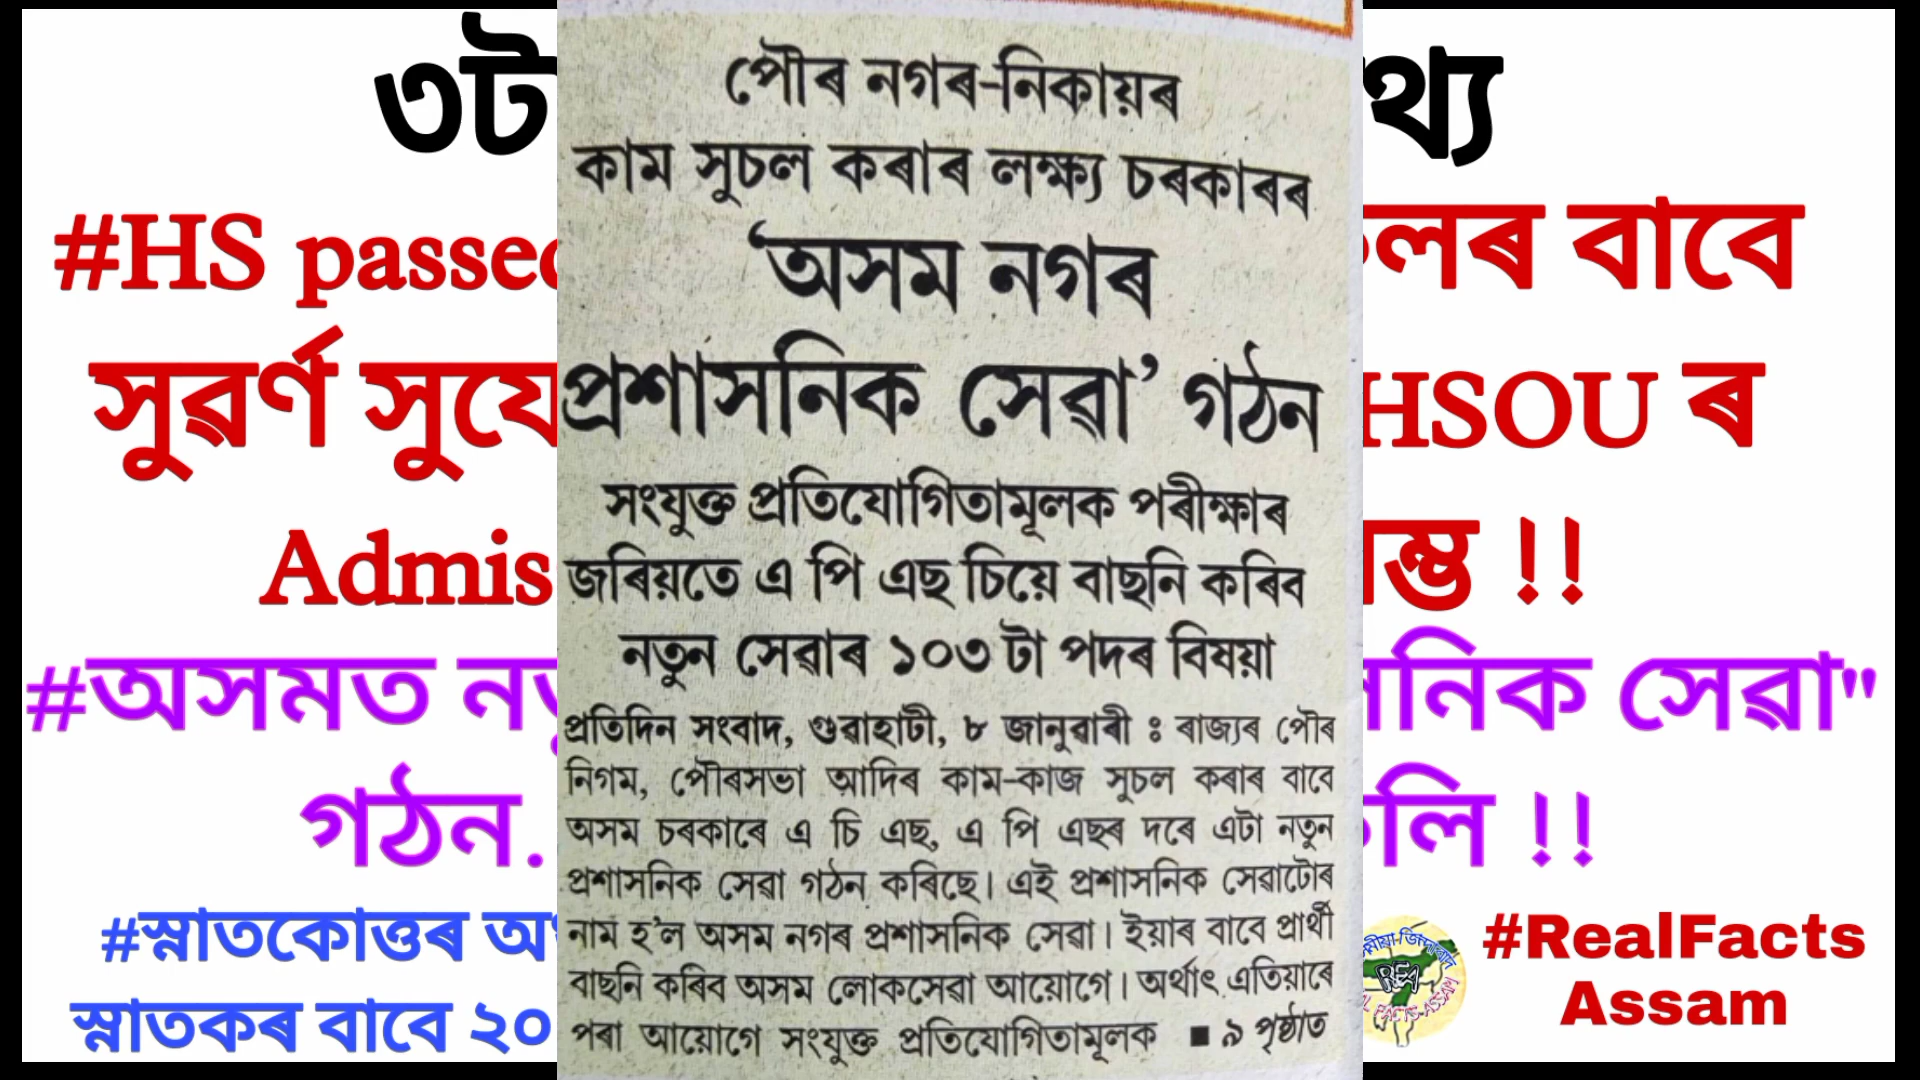 ৩টা
থ্য
#HS passed
লৰ বাবে
সুৱৰ্ণ
HSOU ৰ
!!
#অসমত
সেৱা"
গঠন.
!!
#স্নাতকোত্তৰ
স্নাতকৰ বাবে
#RealFacts
Assam
পৌৰ নগৰ-নিকায়ৰ
কাম সুচল কৰাৰ লক্ষ্য চৰকাৰৰ
‘অসম নগৰ
প্ৰশাসনিক সেৱা’ গঠন
সংযুক্ত প্ৰতিযোগিতামূলক পৰীক্ষাৰ
জৰিয়তে এ পি এছ চিয়ে বাছনি কৰিব
নতুন সেৱাৰ ১০৩ টা পদৰ বিষয়া
প্ৰতিদিন সংবাদ, গুৱাহাটী, ৮ জানুৱাৰী ঃ ৰাজ্যৰ পৌৰ
নিগম, পৌৰসভা আদিৰ কাম-কাজ সুচল কৰাৰ বাবে
অসম চৰকাৰে এ চি এছ, এ পি এছৰ দৰে এটা নতুন
প্ৰশাসনিক সেৱা গঠন কৰিছে। এই প্ৰশাসনিক সেৱাটোৰ
নাম হ’ল অসম নগৰ প্ৰশাসনিক সেৱা। ইয়াৰ বাবে প্ৰাৰ্থী
বাছনি কৰিব অসম লোকসেৱা আয়োগে। অৰ্থাৎ এতিয়াৰে
পৰা আয়োগে সংযুক্ত প্ৰতিযোগিতামূলক ■ ৯ পৃষ্ঠাত